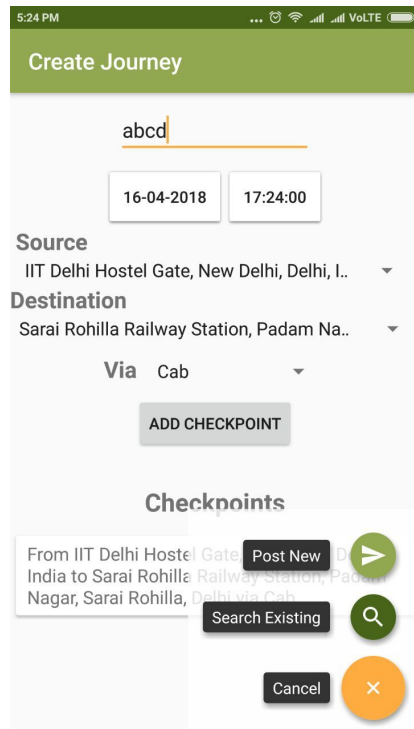 5:24 PM ... VoLTE
Create Journey
abcd
16-04-2018 17:24:00
Source
IIT Delhi Hostel Gate, New Delhi, Delhi, I..
Destination
Sarai Rohilla Railway Station, Padam Na..
Via Cab
ADD CHECKPOINT
Checkpoints
From IIT Delhi Hostel Gate, De
India to Sarai Rohilla Railway Station, Padam
Nagar, Sarai Rohilla, Delhi via Cab
Post New
Search Existing
Cancel